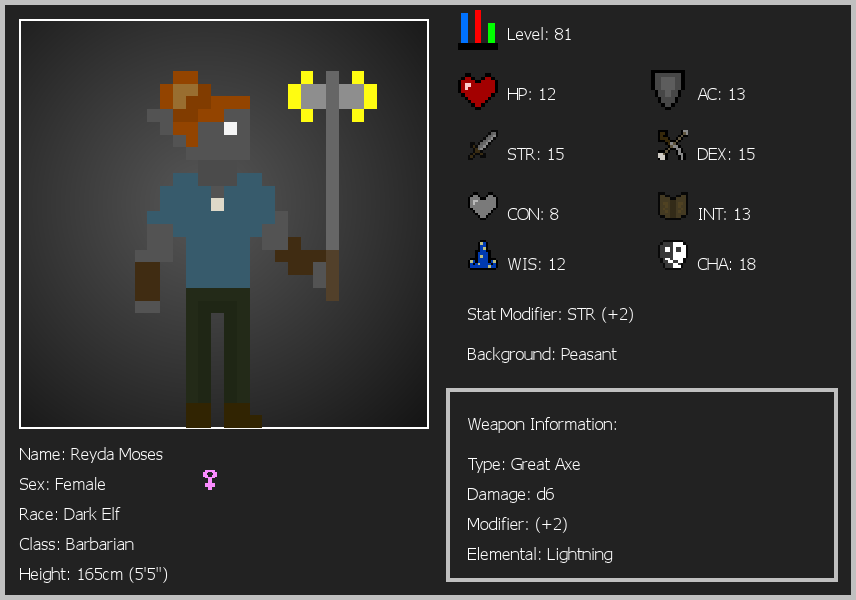 Level: 81
HP: 12
AC: 13
STR: 15
DEX: 15
CON: 8
INT: 13
WIS: 12
CHA: 18
Stat Modifier: STR (+2)
Background: Peasant
Weapon Information:
Type: Great Axe
Damage: d6
Modifier: (+2)
Elemental: Lightning
Name: Reyda Moses
Sex: Female
Race: Dark Elf
Class: Barbarian
Height: 165cm (5'5")